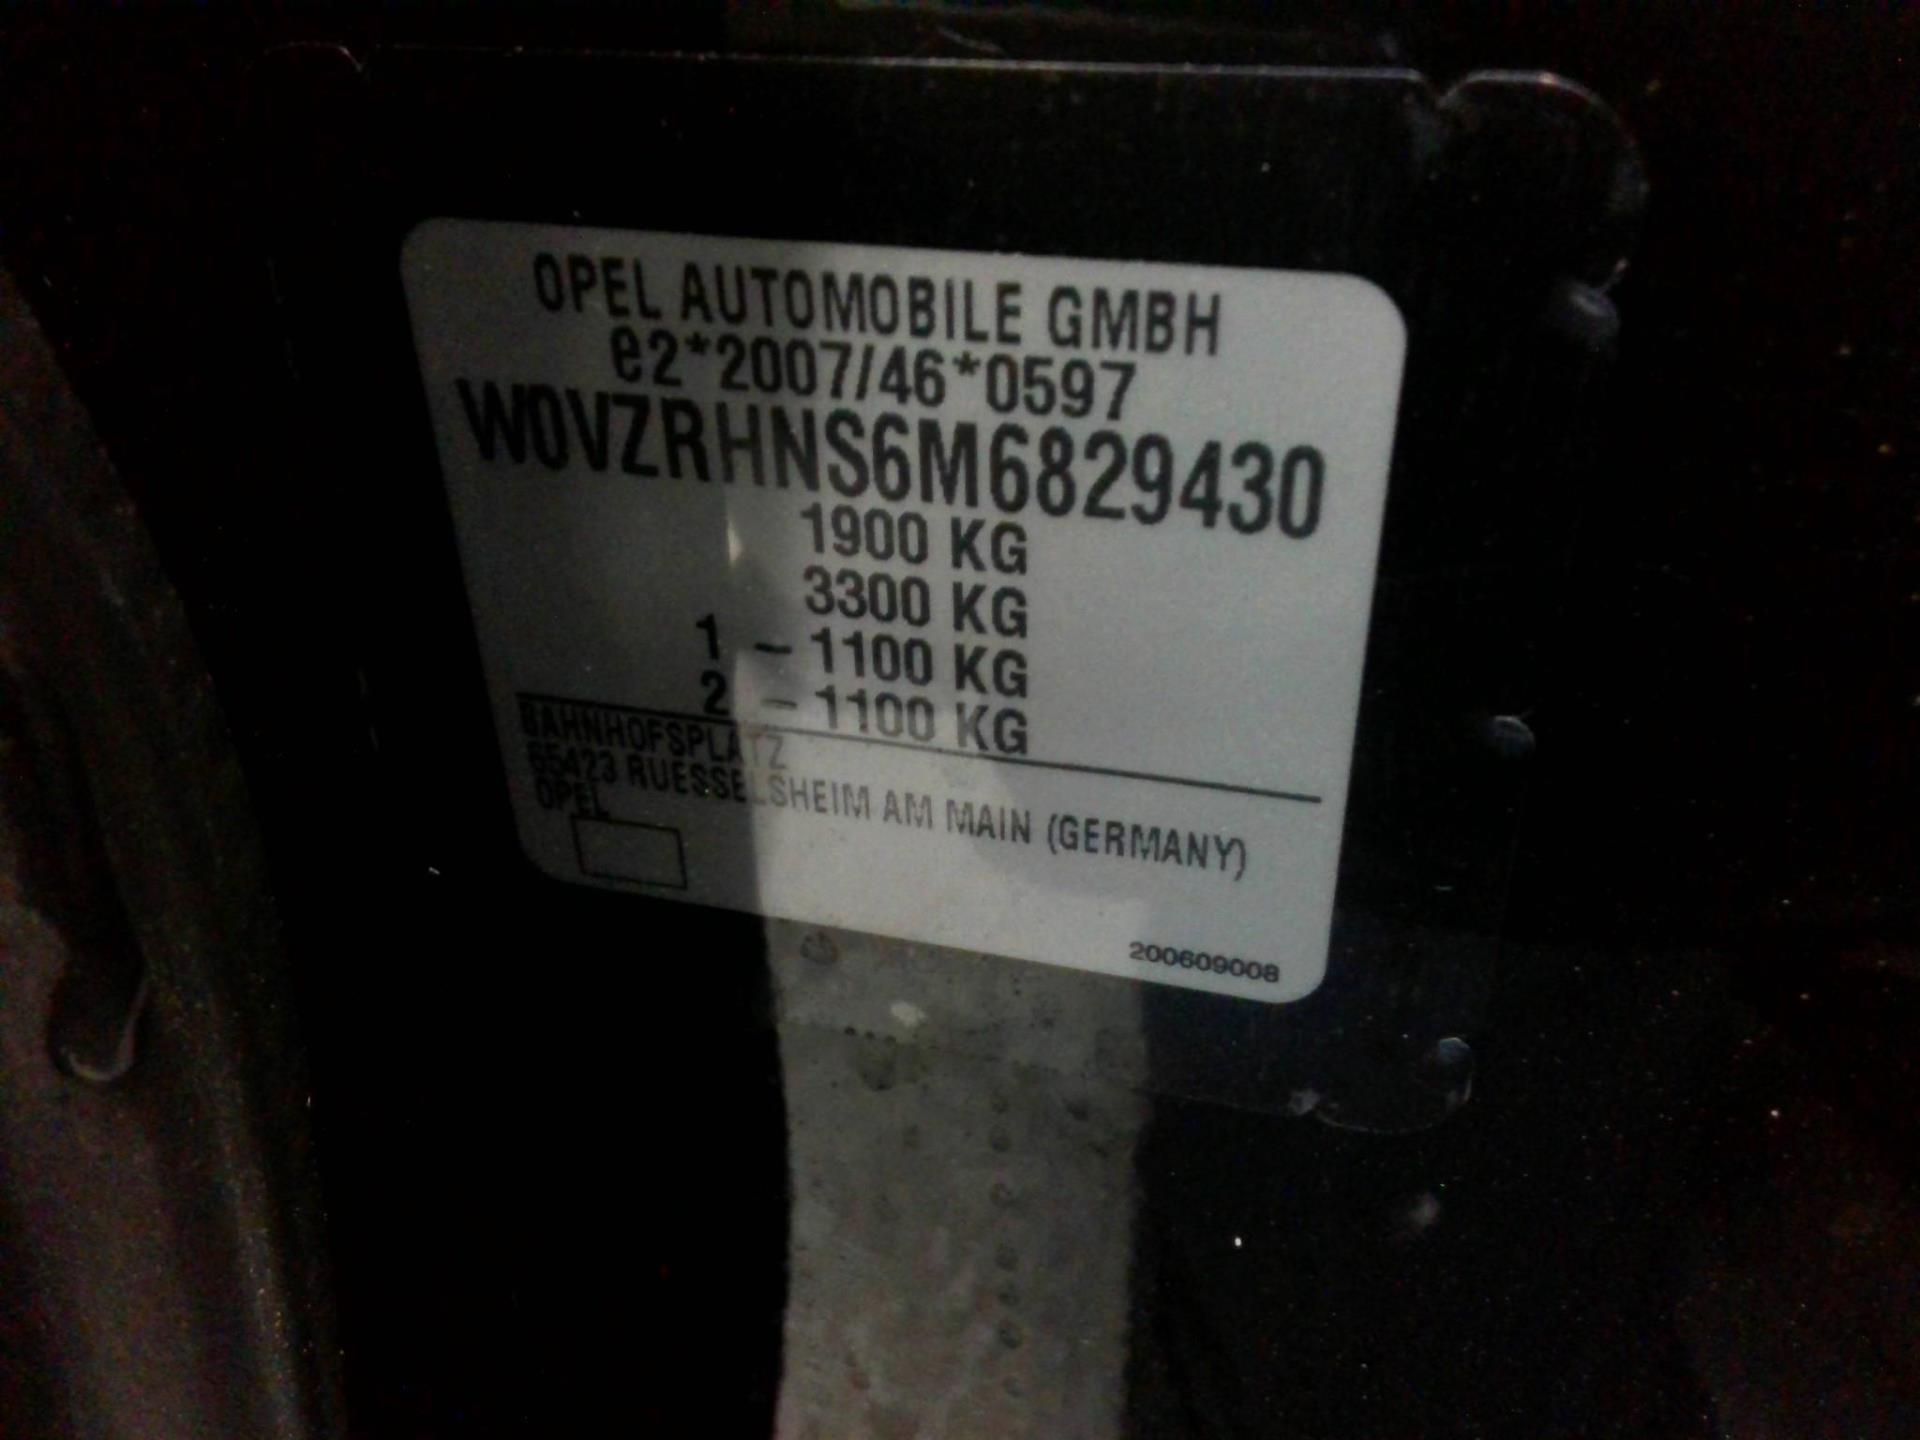 OPEL AUTOMOBILE GMBH
e2*2007/46*0597
W0VZRHNS6M6829430
1900 KG
3300 KG
1 – 1100 KG
2 – 1100 KG
BAHNHOFSPLATZ
65423 RUESSELSHEIM AM MAIN (GERMANY)
OPEL
200609008